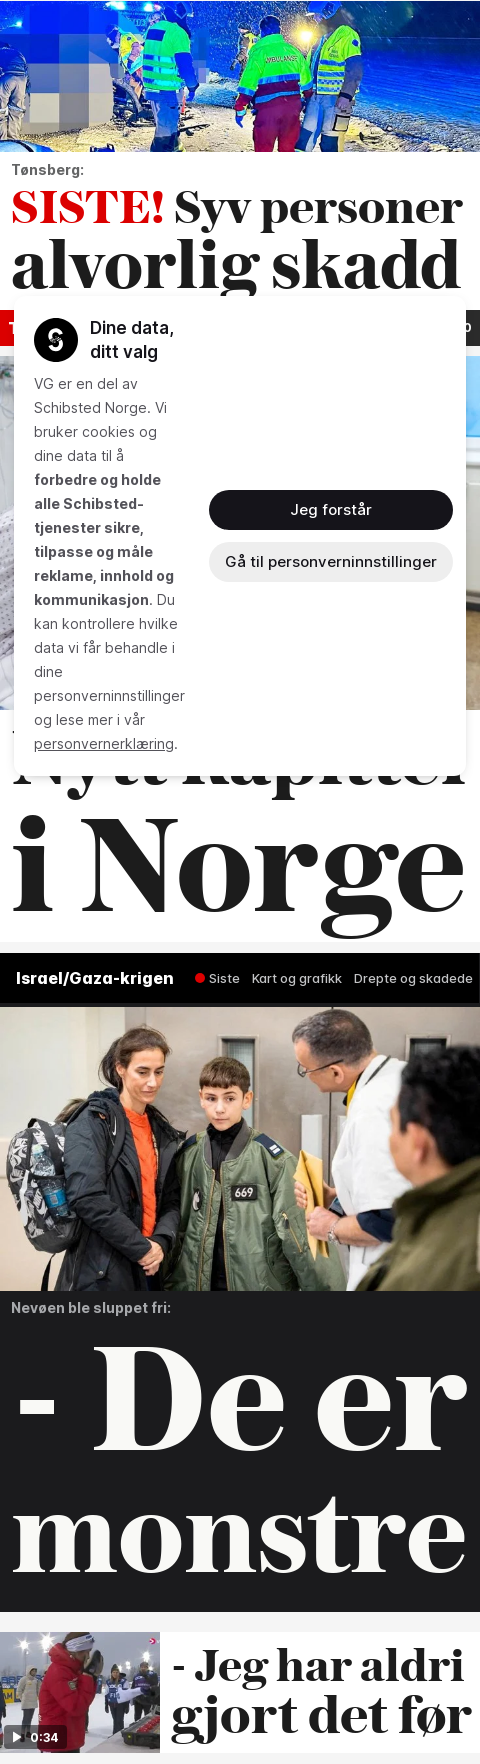 AMBULANSE
Tønsberg:
SISTE! Syv personer
alvorlig skadd
Dine data,
ditt valg
VG er en del av
Schibsted Norge. Vi
bruker cookies og
dine data til å
forbedre og holde
alle Schibsted-
tjenester sikre,
tilpasse og måle
reklame, innhold og
kommunikasjon. Du
kan kontrollere hvilke
data vi får behandle i
dine
personverninnstillinger
og lese mer i vår
personvernerklæring.
Jeg forstår
Gå til personverninnstillinger
Nytt kapittel
i Norge
Israel/Gaza-krigen
Siste Kart og grafikk Drepte og skadede
669
Nevøen ble sluppet fri:
- De er
monstre
0:34
- Jeg har aldri
gjort det før